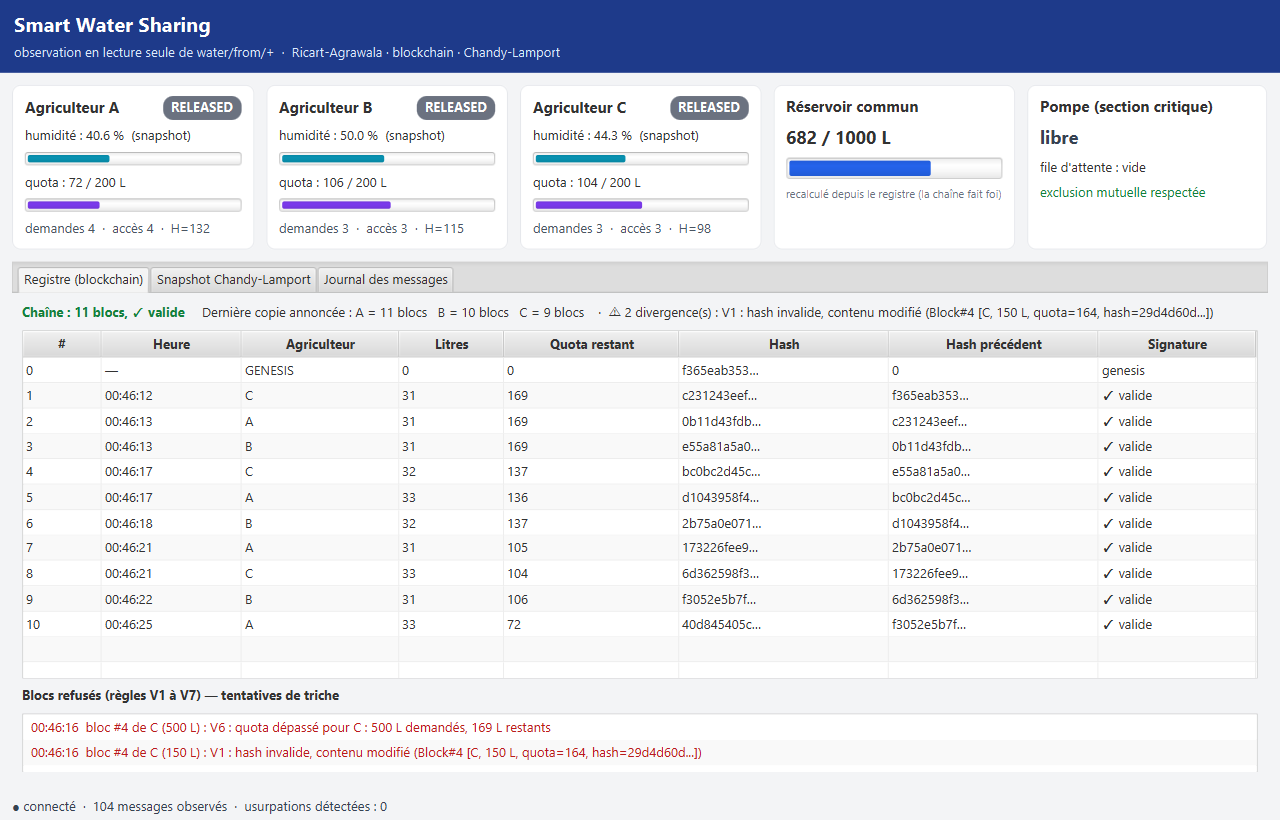 Smart Water Sharing
observation en lecture seule de water/from/+ · Ricart-Agrawala · blockchain · Chandy-Lamport
Agriculteur A RELEASED
humidité : 40.6 % (snapshot)
quota : 72 / 200 L
demandes 4 · accès 4 · H=132
Agriculteur B RELEASED
humidité : 50.0 % (snapshot)
quota : 106 / 200 L
demandes 3 · accès 3 · H=115
Agriculteur C RELEASED
humidité : 44.3 % (snapshot)
quota : 104 / 200 L
demandes 3 · accès 3 · H=98
Réservoir commun
682 / 1000 L
recalculé depuis le registre (la chaîne fait foi)
Pompe (section critique)
libre
file d'attente : vide
exclusion mutuelle respectée
Registre (blockchain) Snapshot Chandy-Lamport Journal des messages
Chaîne : 11 blocs, ✓ valide Dernière copie annoncée : A = 11 blocs B = 10 blocs C = 9 blocs · ⚠ 2 divergence(s) : V1 : hash invalide, contenu modifié (Block#4 [C, 150 L, quota=164, hash=29d4d60d...])
# Heure Agriculteur Litres Quota restant Hash Hash précédent Signature
0 — GENESIS 0 0 f365eab353... 0 genesis
1 00:46:12 C 31 169 c231243eef... f365eab353... ✓ valide
2 00:46:13 A 31 169 0b11d43fdb... c231243eef... ✓ valide
3 00:46:13 B 31 169 e55a81a5a0... 0b11d43fdb... ✓ valide
4 00:46:17 C 32 137 bc0bc2d45c... e55a81a5a0... ✓ valide
5 00:46:17 A 33 136 d1043958f4... bc0bc2d45c... ✓ valide
6 00:46:18 B 32 137 2b75a0e071... d1043958f4... ✓ valide
7 00:46:21 A 31 105 173226fee9... 2b75a0e071... ✓ valide
8 00:46:21 C 33 104 6d362598f3... 173226fee9... ✓ valide
9 00:46:22 B 31 106 f3052e5b7f... 6d362598f3... ✓ valide
10 00:46:25 A 33 72 40d845405c... f3052e5b7f... ✓ valide
Blocs refusés (règles V1 à V7) — tentatives de triche
00:46:16 bloc #4 de C (500 L) : V6 : quota dépassé pour C : 500 L demandés, 169 L restants
00:46:16 bloc #4 de C (150 L) : V1 : hash invalide, contenu modifié (Block#4 [C, 150 L, quota=164, hash=29d4d60d...])
● connecté · 104 messages observés · usurpations détectées : 0